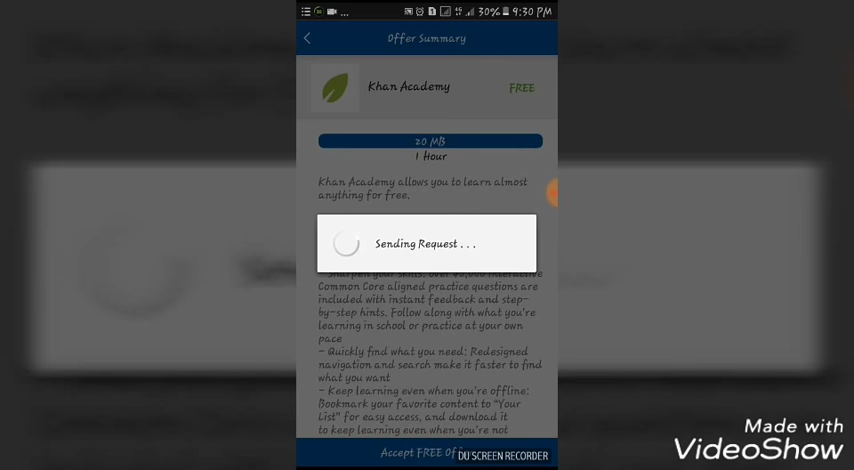 ... 30% 9:30 PM
Offer Summary
Khan Academy
FREE
20 MB
1 Hour
Khan Academy allows you to learn almost
anything for free.
Sending Request . . .
- Sharpen your skills: over 40,000 interactive
Common Core aligned practice questions are
included with instant feedback and step-
by-step hints. Follow along with what you're
learning in school or practice at your own
pace
- Quickly find what you need: Redesigned
navigation and search make it faster to find
what you want
- Keep learning even when you're offline:
Bookmark your favorite content to "Your
List" for easy access, and download it
to keep learning even when you're not
Accept FREE Off
DU SCREEN RECORDER
Made with
VideoShow